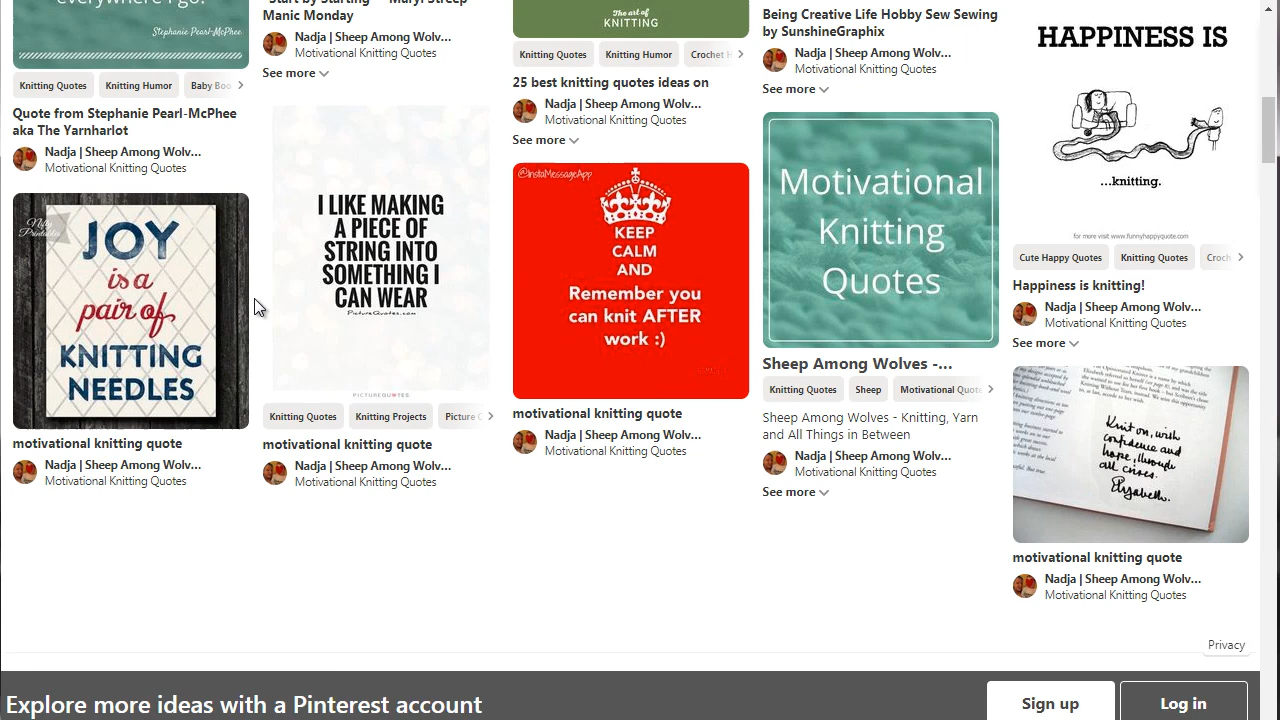 everywhere I go!
Stephanie Pearl-McPhee
Knitting Quotes
Knitting Humor
Baby Boo
Quote from Stephanie Pearl-McPhee
aka The Yarnharlot
Nadja | Sheep Among Wolv...
Motivational Knitting Quotes
Nifty
Printables
JOY
is a
pair of
KNITTING
NEEDLES
motivational knitting quote
Nadja | Sheep Among Wolv...
Motivational Knitting Quotes
"Start by Starting" - Maryl Streep
Manic Monday
Nadja | Sheep Among Wolv...
Motivational Knitting Quotes
See more
I LIKE MAKING
A PIECE OF
STRING INTO
SOMETHING I
CAN WEAR
PictureQuotes.com
PICTUREQUOTES
Knitting Quotes
Knitting Projects
Picture Q
motivational knitting quote
Nadja | Sheep Among Wolv...
Motivational Knitting Quotes
The art of
KNITTING
Knitting Quotes
Knitting Humor
Crochet H
25 best knitting quotes ideas on
Nadja | Sheep Among Wolv...
Motivational Knitting Quotes
See more
@InstaMessageApp
KEEP
CALM
AND
Remember you
can knit AFTER
work :)
motivational knitting quote
Nadja | Sheep Among Wolv...
Motivational Knitting Quotes
Being Creative Life Hobby Sew Sewing
by SunshineGraphix
Nadja | Sheep Among Wolv...
Motivational Knitting Quotes
See more
Motivational
Knitting
Quotes
Sheep Among Wolves -...
Knitting Quotes
Sheep
Motivational Quote
Sheep Among Wolves - Knitting, Yarn
and All Things in Between
Nadja | Sheep Among Wolv...
Motivational Knitting Quotes
See more
HAPPINESS IS
...knitting.
for more visit www.funnyhappyquote.com
Cute Happy Quotes
Knitting Quotes
Croch
Happiness is knitting!
Nadja | Sheep Among Wolv...
Motivational Knitting Quotes
See more
Knit on, with
confidence and
hope, through
all crises.
Elizabeth.
motivational knitting quote
Nadja | Sheep Among Wolv...
Motivational Knitting Quotes
Privacy
Explore more ideas with a Pinterest account
Sign up
Log in